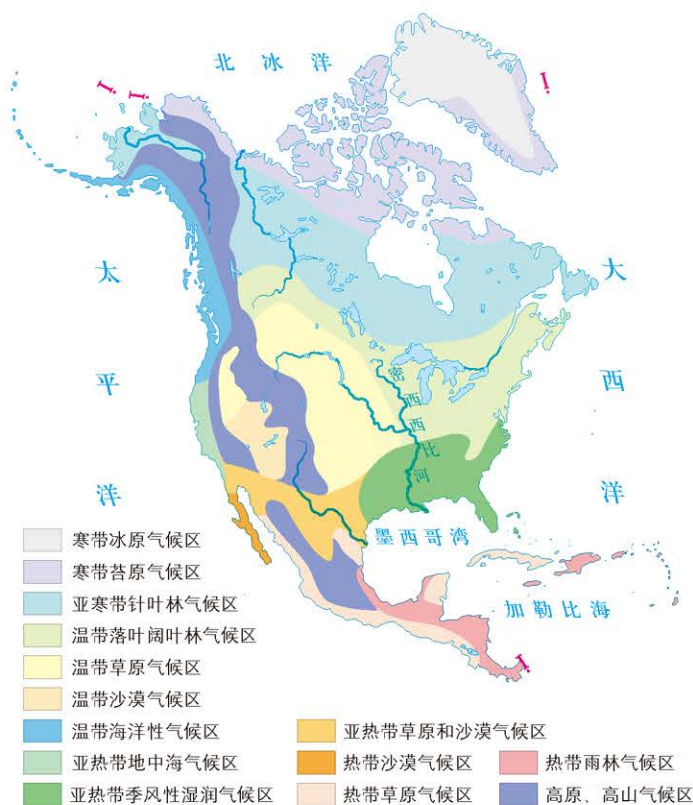 北冰洋
太平洋
大西洋
密西西比河
墨西哥湾
加勒比海
寒带冰原气候区
寒带苔原气候区
亚寒带针叶林气候区
温带落叶阔叶林气候区
温带草原气候区
温带沙漠气候区
温带海洋性气候区
亚热带地中海气候区
亚热带季风性湿润气候区
亚热带草原和沙漠气候区
热带沙漠气候区
热带草原气候区
热带雨林气候区
高原、高山气候区